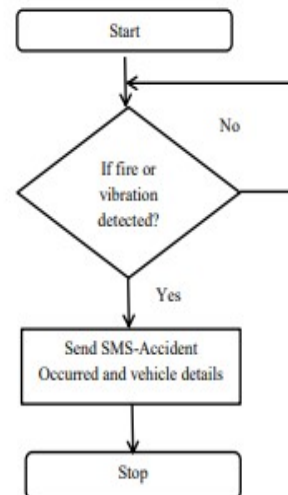 Start
No
If fire or
vibration
detected?
Yes
Send SMS-Accident
Occurred and vehicle details
Stop